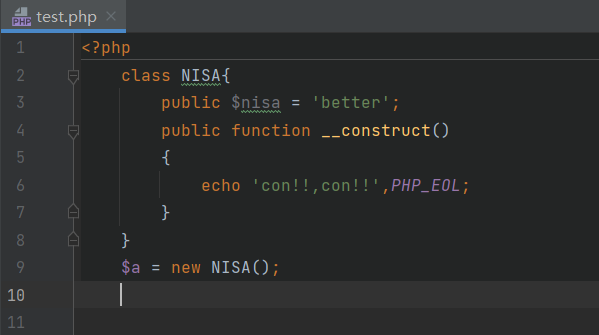 PHP test.php ×
1 <?php
2 class NISA{
3 public $nisa = 'better';
4 public function __construct()
5 {
6 echo 'con!!,con!!',PHP_EOL;
7 }
8 }
9 $a = new NISA();
10
11